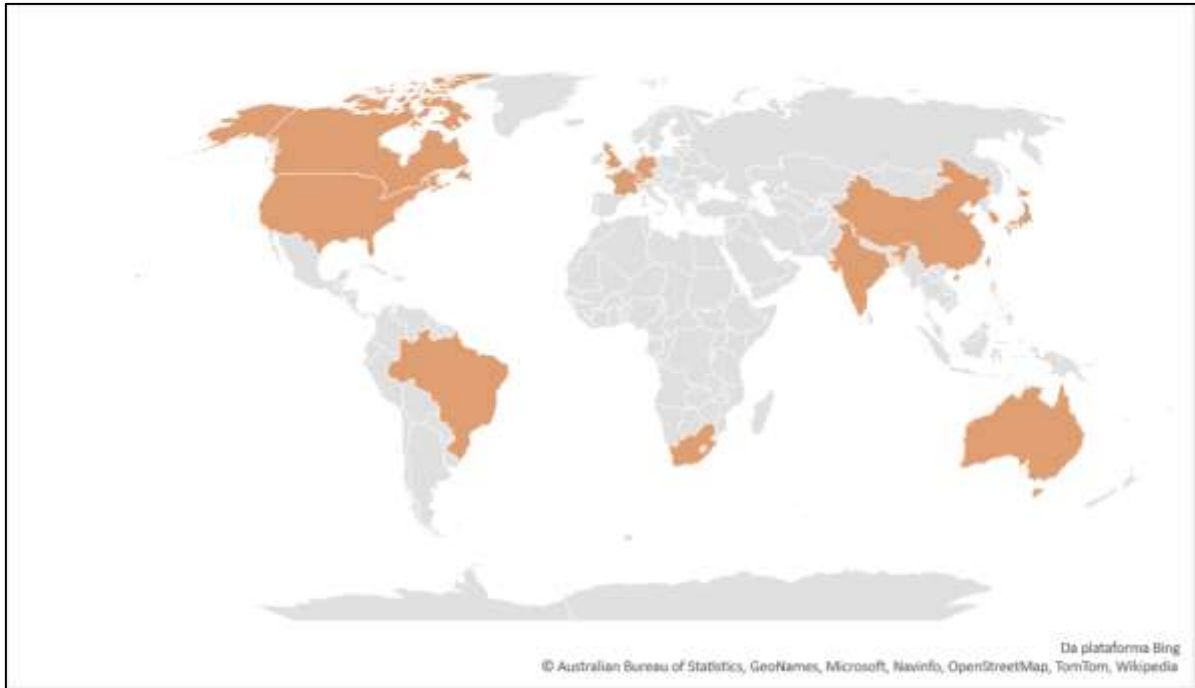 Da plataforma Bing
© Australian Bureau of Statistics, GeoNames, Microsoft, Navinfo, OpenStreetMap, TomTom, Wikipedia